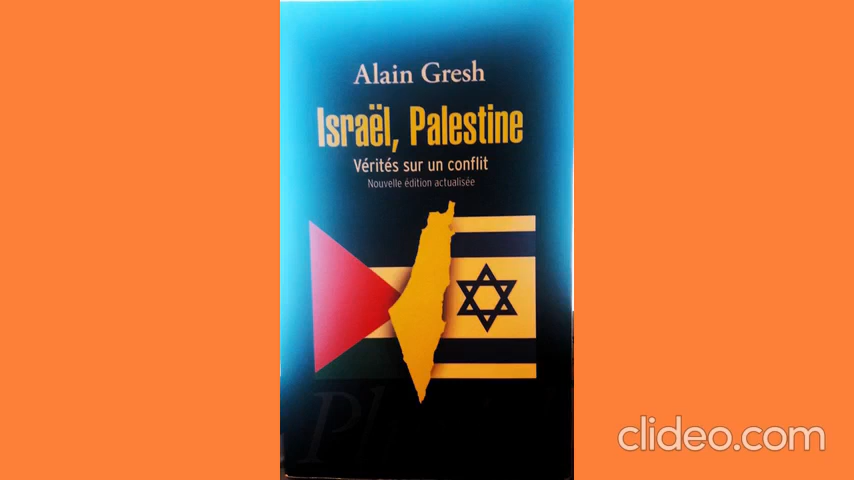 Alain Gresh
Israël, Palestine
Vérités sur un conflit
Nouvelle édition actualisée
clideo.com